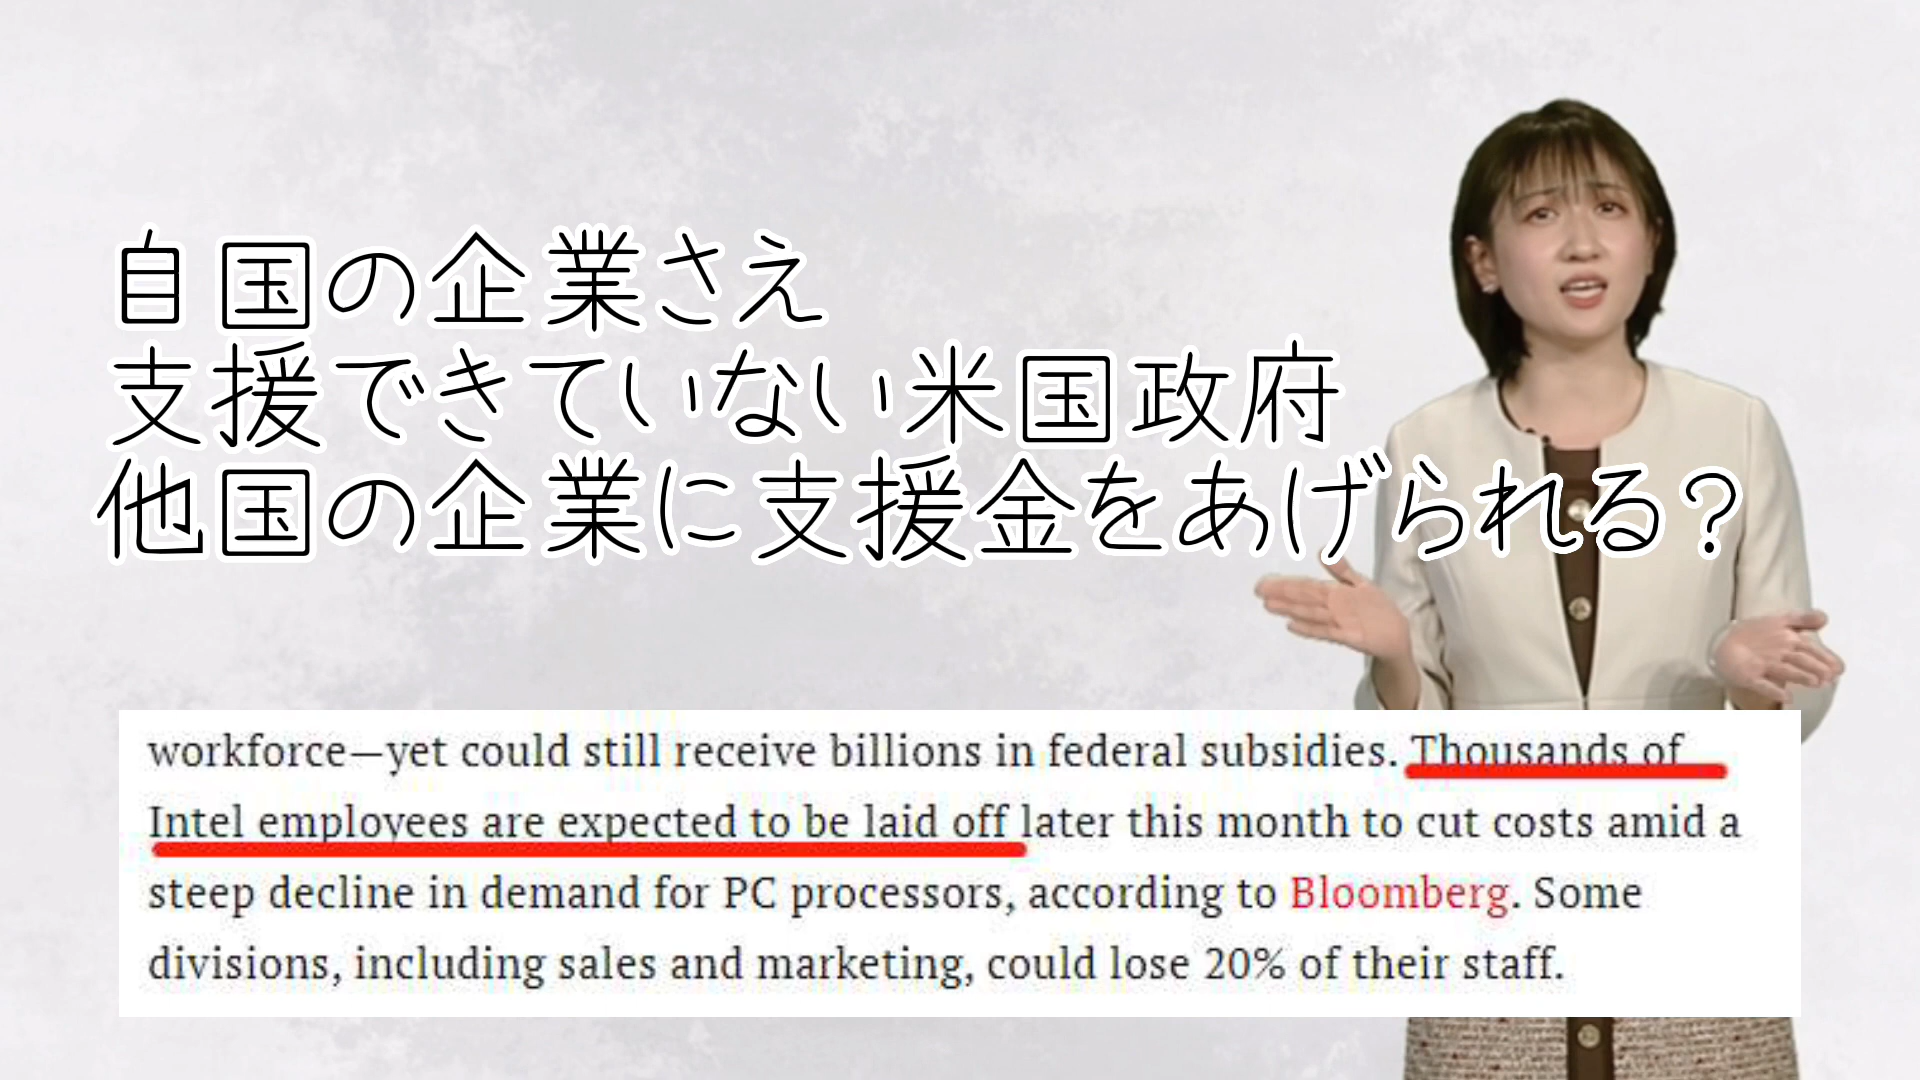 自国の企業さえ
支援できていない米国政府
他国の企業に支援金をあげられる？
workforce—yet could still receive billions in federal subsidies. Thousands of
Intel employees are expected to be laid off later this month to cut costs amid a
steep decline in demand for PC processors, according to Bloomberg. Some
divisions, including sales and marketing, could lose 20% of their staff.